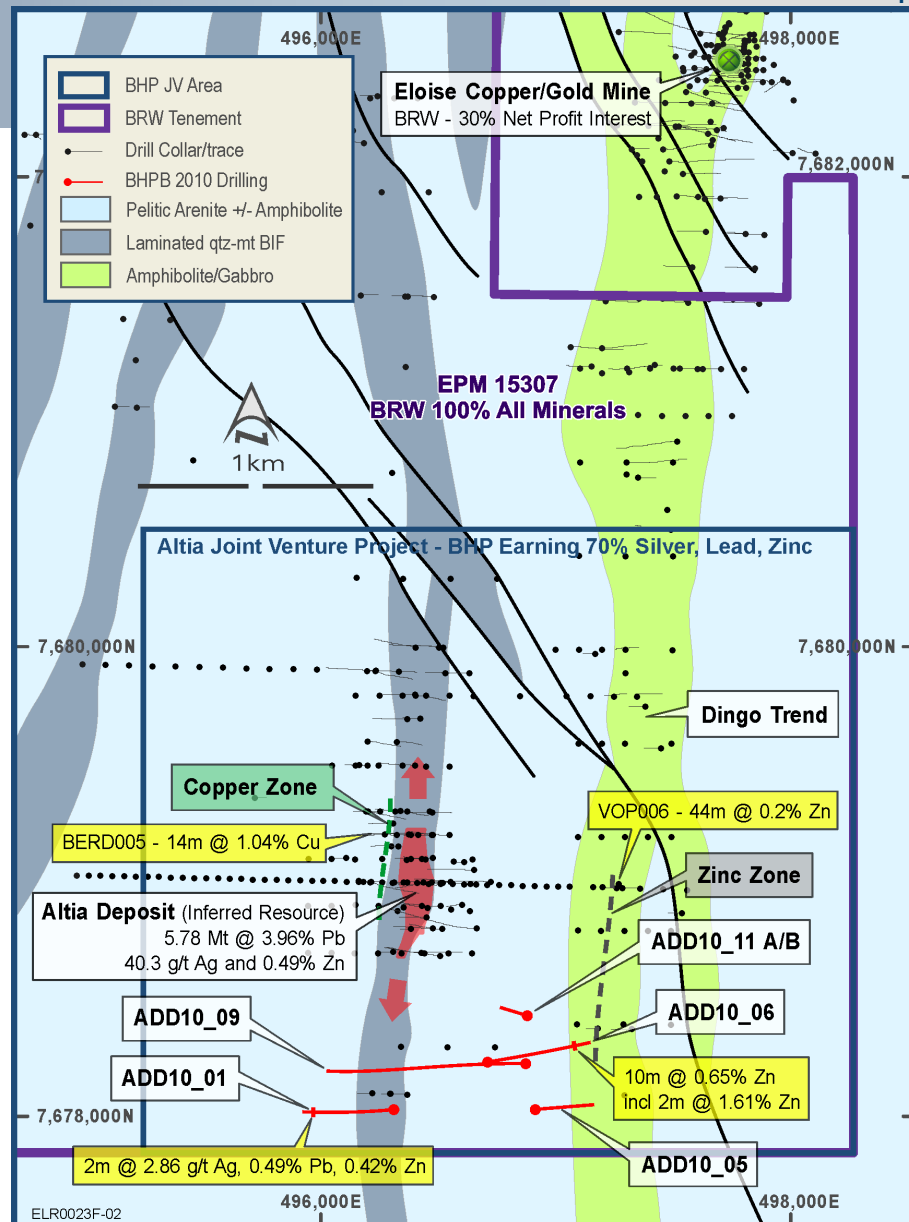 496,000E
498,000E
BHP JV Area
BRW Tenement
Drill Collar/trace
BHPB 2010 Drilling
Pelitic Arenite +/- Amphibolite
Laminated qtz-mt BIF
Amphibolite/Gabbro
Eloise Copper/Gold Mine
BRW - 30% Net Profit Interest
7,682,000N
EPM 15307
BRW 100% All Minerals
Z
1km
Altia Joint Venture Project - BHP Earning 70% Silver, Lead, Zinc
7,680,000N
7,680,000N
Dingo Trend
Copper Zone
VOP006 - 44m @ 0.2% Zn
BERD005 - 14m @ 1.04% Cu
Zinc Zone
Altia Deposit (Inferred Resource)
5.78 Mt @ 3.96% Pb
40.3 g/t Ag and 0.49% Zn
ADD10_11 A/B
ADD10_09
ADD10_06
ADD10_01
10m @ 0.65% Zn
incl 2m @ 1.61% Zn
7,678,000N
2m @ 2.86 g/t Ag, 0.49% Pb, 0.42% Zn
ADD10_05
496,000E
498,000E
ELR0023F-02